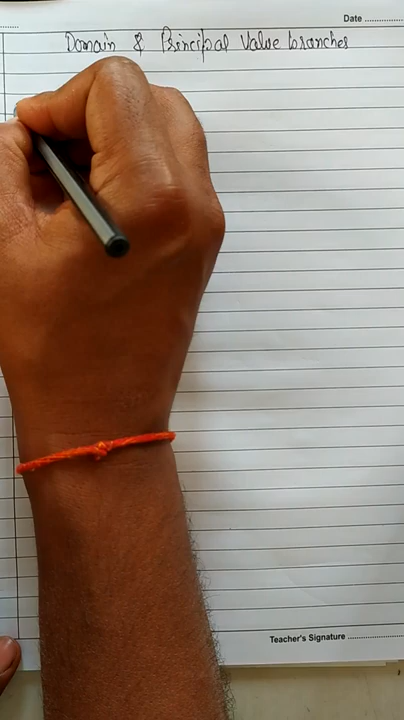 Date ..............
Domain & Principal Value branches
Teacher's Signature ..................